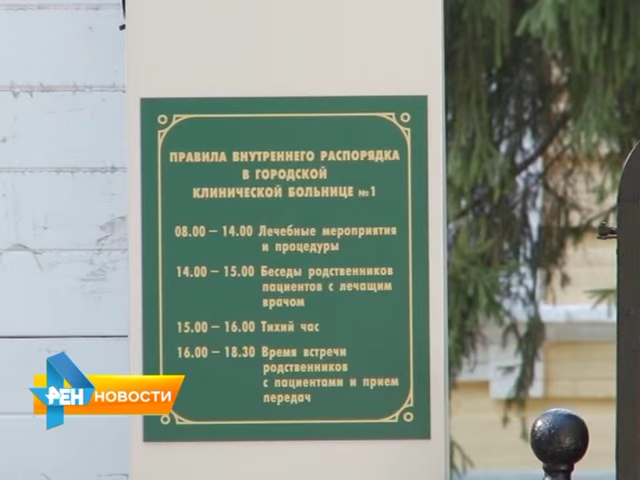 ПРАВИЛА ВНУТРЕННЕГО РАСПОРЯДКА
В ГОРОДСКОЙ
КЛИНИЧЕСКОЙ БОЛЬНИЦЕ №1
08.00 – 14.00 Лечебные мероприятия
и процедуры
14.00 – 15.00 Беседы родственников
пациентов с лечащим
врачом
15.00 – 16.00 Тихий час
16.00 – 18.30 Время встречи
родственников
с пациентами и прием
передач
РЕН НОВОСТИ